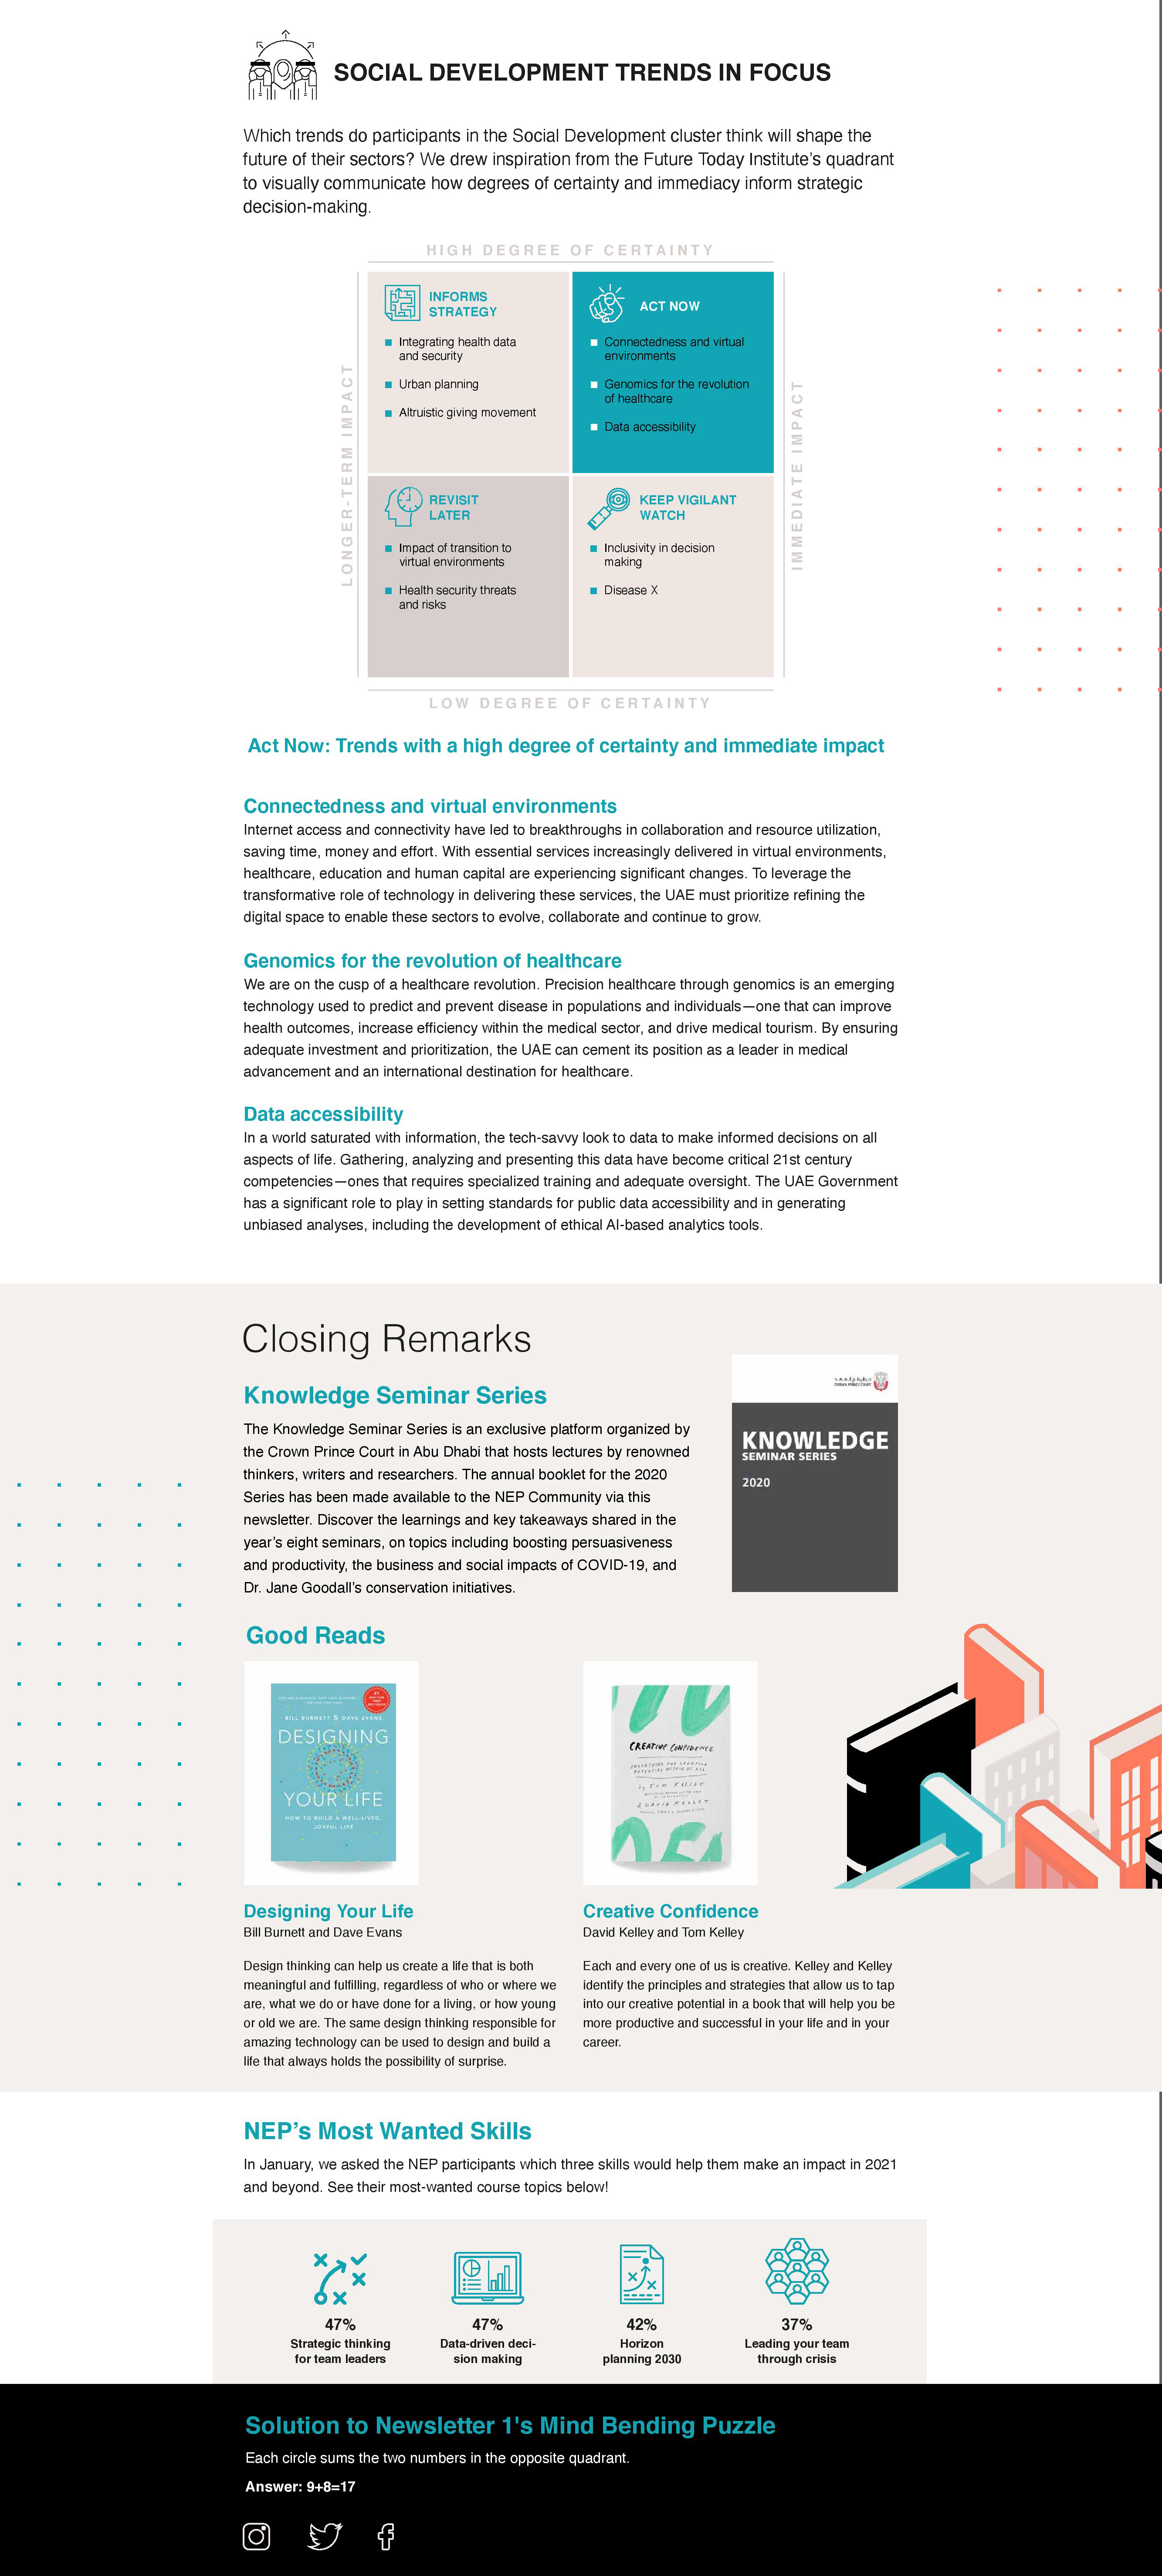 SOCIAL DEVELOPMENT TRENDS IN FOCUS
Which trends do participants in the Social Development cluster think will shape the
future of their sectors? We drew inspiration from the Future Today Institute’s quadrant
to visually communicate how degrees of certainty and immediacy inform strategic
decision-making.
HIGH DEGREE OF CERTAINTY
LONGER-TERM IMPACT
INFORMS
STRATEGY
Integrating health data
and security
Urban planning
Altruistic giving movement
ACT NOW
Connectedness and virtual
environments
Genomics for the revolution
of healthcare
Data accessibility
IMMEDIATE IMPACT
REVISIT
LATER
Impact of transition to
virtual environments
Health security threats
and risks
KEEP VIGILANT
WATCH
Inclusivity in decision
making
Disease X
LOW DEGREE OF CERTAINTY
Act Now: Trends with a high degree of certainty and immediate impact
Connectedness and virtual environments
Internet access and connectivity have led to breakthroughs in collaboration and resource utilization,
saving time, money and effort. With essential services increasingly delivered in virtual environments,
healthcare, education and human capital are experiencing significant changes. To leverage the
transformative role of technology in delivering these services, the UAE must prioritize refining the
digital space to enable these sectors to evolve, collaborate and continue to grow.
Genomics for the revolution of healthcare
We are on the cusp of a healthcare revolution. Precision healthcare through genomics is an emerging
technology used to predict and prevent disease in populations and individuals—one that can improve
health outcomes, increase efficiency within the medical sector, and drive medical tourism. By ensuring
adequate investment and prioritization, the UAE can cement its position as a leader in medical
advancement and an international destination for healthcare.
Data accessibility
In a world saturated with information, the tech-savvy look to data to make informed decisions on all
aspects of life. Gathering, analyzing and presenting this data have become critical 21st century
competencies—ones that requires specialized training and adequate oversight. The UAE Government
has a significant role to play in setting standards for public data accessibility and in generating
unbiased analyses, including the development of ethical AI-based analytics tools.
Closing Remarks
Knowledge Seminar Series
The Knowledge Seminar Series is an exclusive platform organized by
the Crown Prince Court in Abu Dhabi that hosts lectures by renowned
thinkers, writers and researchers. The annual booklet for the 2020
Series has been made available to the NEP Community via this
newsletter. Discover the learnings and key takeaways shared in the
year’s eight seminars, on topics including boosting persuasiveness
and productivity, the business and social impacts of COVID-19, and
Dr. Jane Goodall’s conservation initiatives.
CROWN PRINCE COURT
KNOWLEDGE
SEMINAR SERIES
2020
Good Reads
BILL BURNETT & DAVE EVANS
DESIGNING
YOUR LIFE
HOW TO BUILD A WELL-LIVED,
JOYFUL LIFE
CREATIVE CONFIDENCE
by TOM KELLEY
& DAVID KELLEY
Designing Your Life
Bill Burnett and Dave Evans
Design thinking can help us create a life that is both
meaningful and fulfilling, regardless of who or where we
are, what we do or have done for a living, or how young
or old we are. The same design thinking responsible for
amazing technology can be used to design and build a
life that always holds the possibility of surprise.
Creative Confidence
David Kelley and Tom Kelley
Each and every one of us is creative. Kelley and Kelley
identify the principles and strategies that allow us to tap
into our creative potential in a book that will help you be
more productive and successful in your life and in your
career.
NEP’s Most Wanted Skills
In January, we asked the NEP participants which three skills would help them make an impact in 2021
and beyond. See their most-wanted course topics below!
47%
Strategic thinking
for team leaders
47%
Data-driven deci-
sion making
42%
Horizon
planning 2030
37%
Leading your team
through crisis
Solution to Newsletter 1's Mind Bending Puzzle
Each circle sums the two numbers in the opposite quadrant.
Answer: 9+8=17